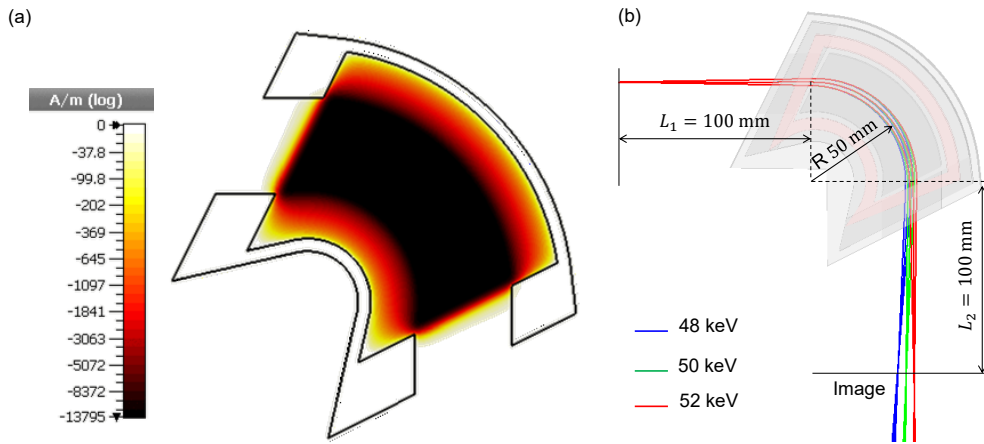 (a)
A/m (log)
0
-37.8
-99.8
-202
-369
-645
-1097
-1841
-3063
-5072
-8372
-13795
(b)
L₁ = 100 mm
R 50 mm
L₂ = 100 mm
48 keV
50 keV
52 keV
Image